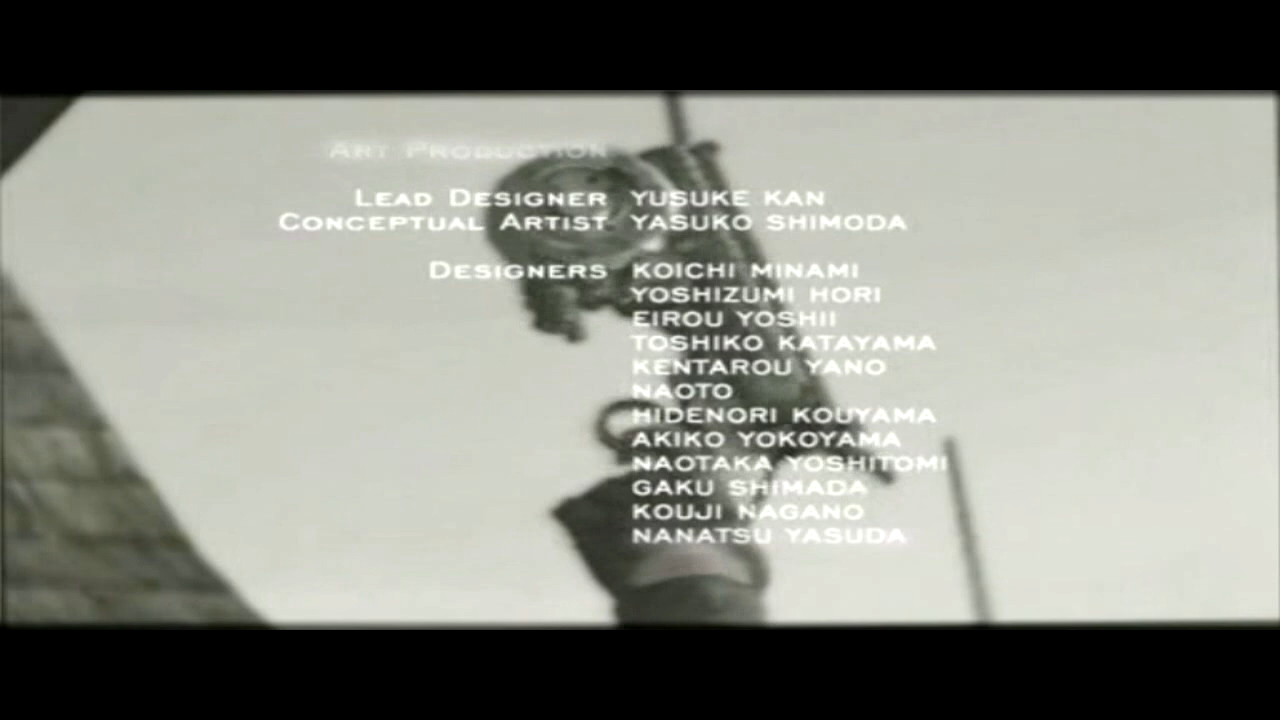 Art Production
Lead Designer YUSUKE KAN
Conceptual Artist YASUKO SHIMODA
Designers KOICHI MINAMI
YOSHIZUMI HORI
EIROU YOSHII
TOSHIKO KATAYAMA
KENTAROU YANO
NAOTO
HIDENORI KOUYAMA
AKIKO YOKOYAMA
NAOTAKA YOSHITOMI
GAKU SHIMADA
KOUJI NAGANO
NANATSU YASUDA